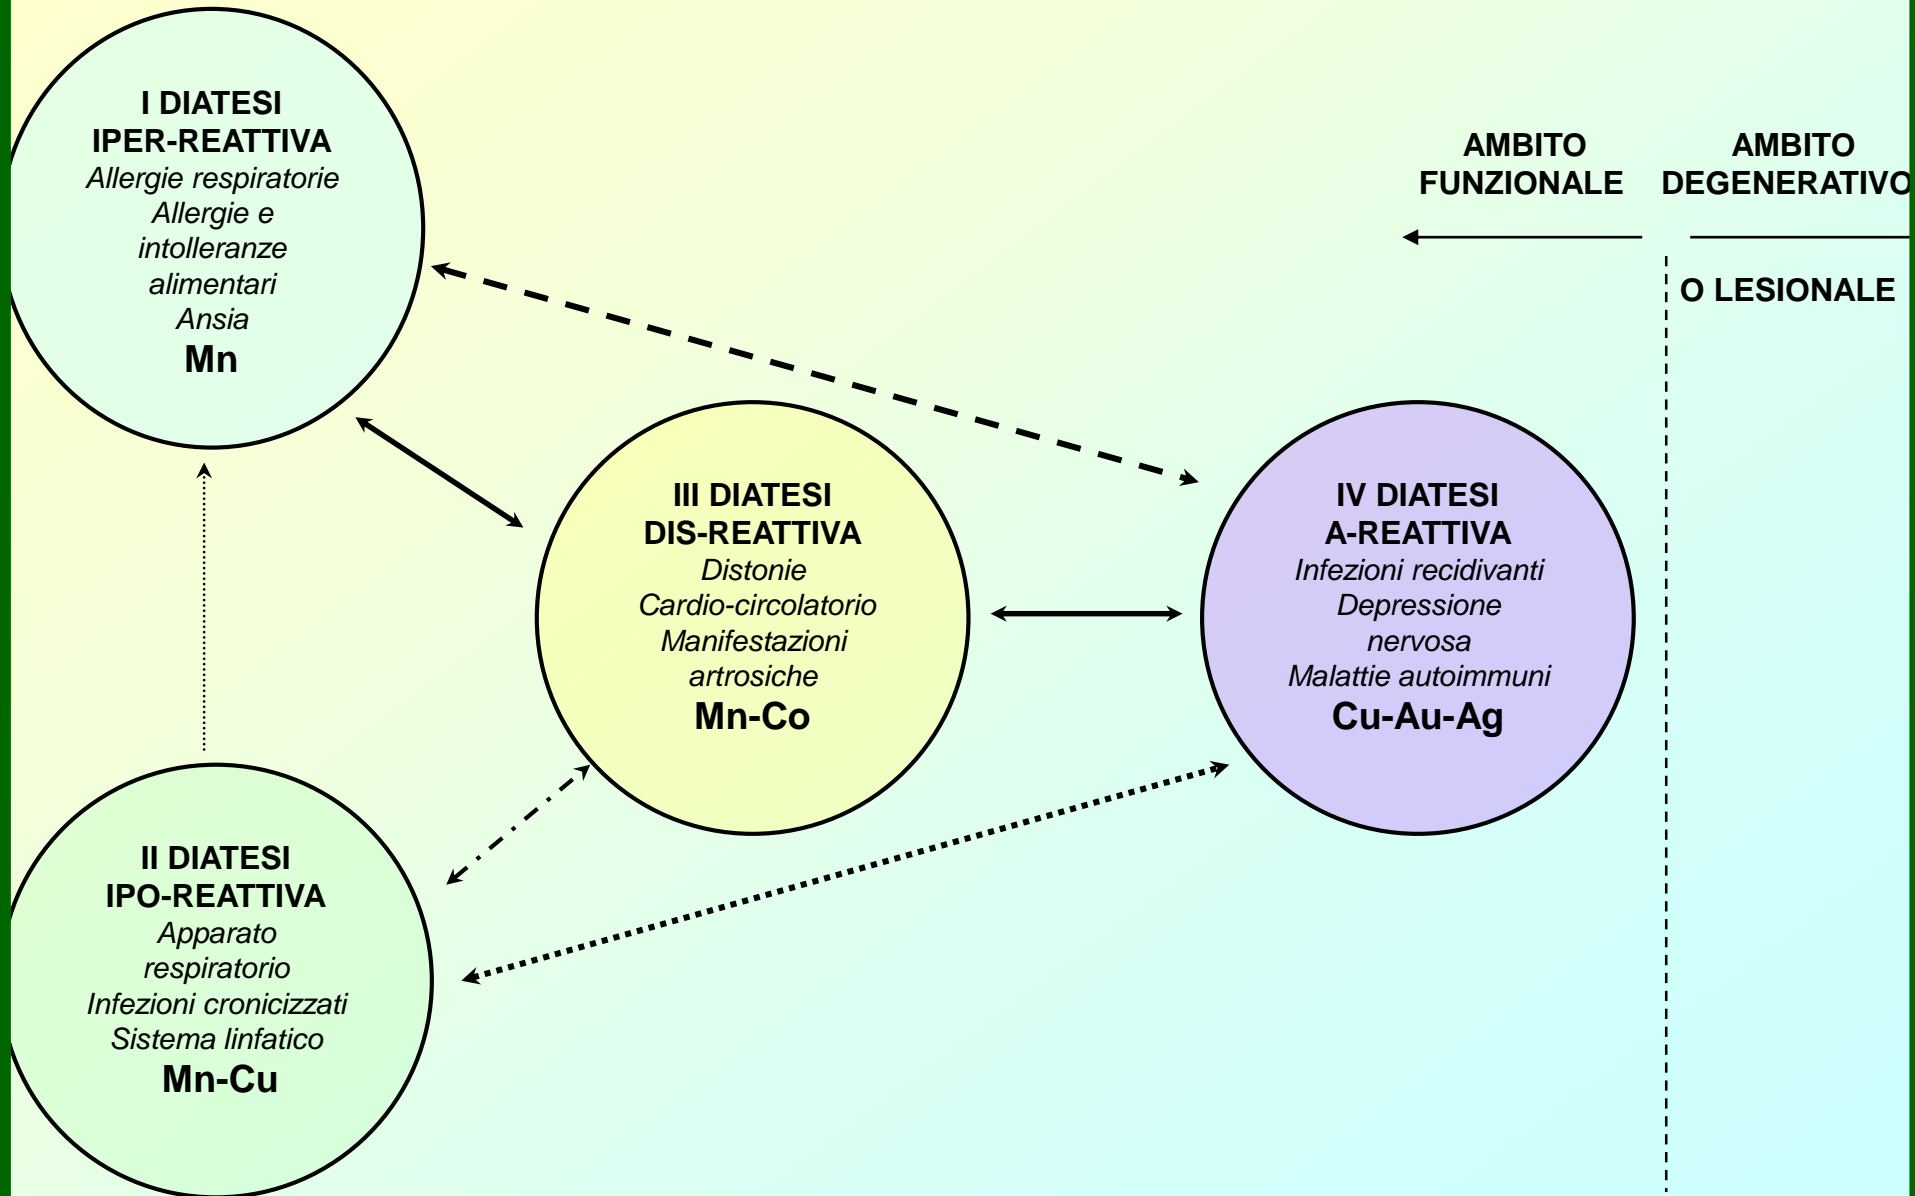 I DIATESI
IPER-REATTIVA
Allergie respiratorie
Allergie e
intolleranze
alimentari
Ansia
Mn
AMBITO
FUNZIONALE
AMBITO
DEGENERATIVO
O LESIONALE
III DIATESI
DIS-REATTIVA
Distonie
Cardio-circolatorio
Manifestazioni
artrosiche
Mn-Co
IV DIATESI
A-REATTIVA
Infezioni recidivanti
Depressione
nervosa
Malattie autoimmuni
Cu-Au-Ag
II DIATESI
IPO-REATTIVA
Apparato
respiratorio
Infezioni cronicizzati
Sistema linfatico
Mn-Cu